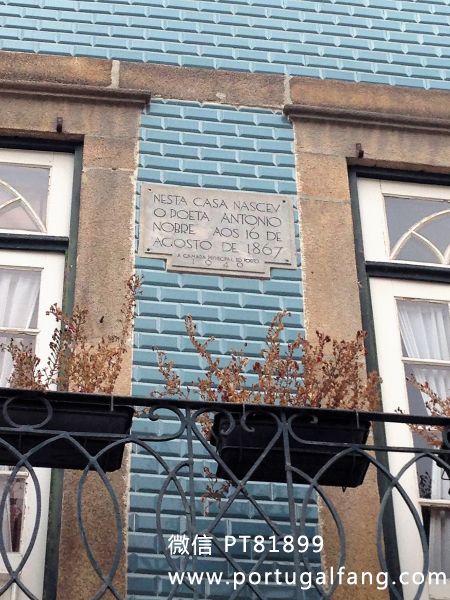 NESTA CASA NASCEV
O POETA ANTONIO
NOBRE AOS 16 DE
AGOSTO DE 1867
A CAMARA MUNICIPAL DO PORTO
1946
微信 PT81899
www.portugalfang.com